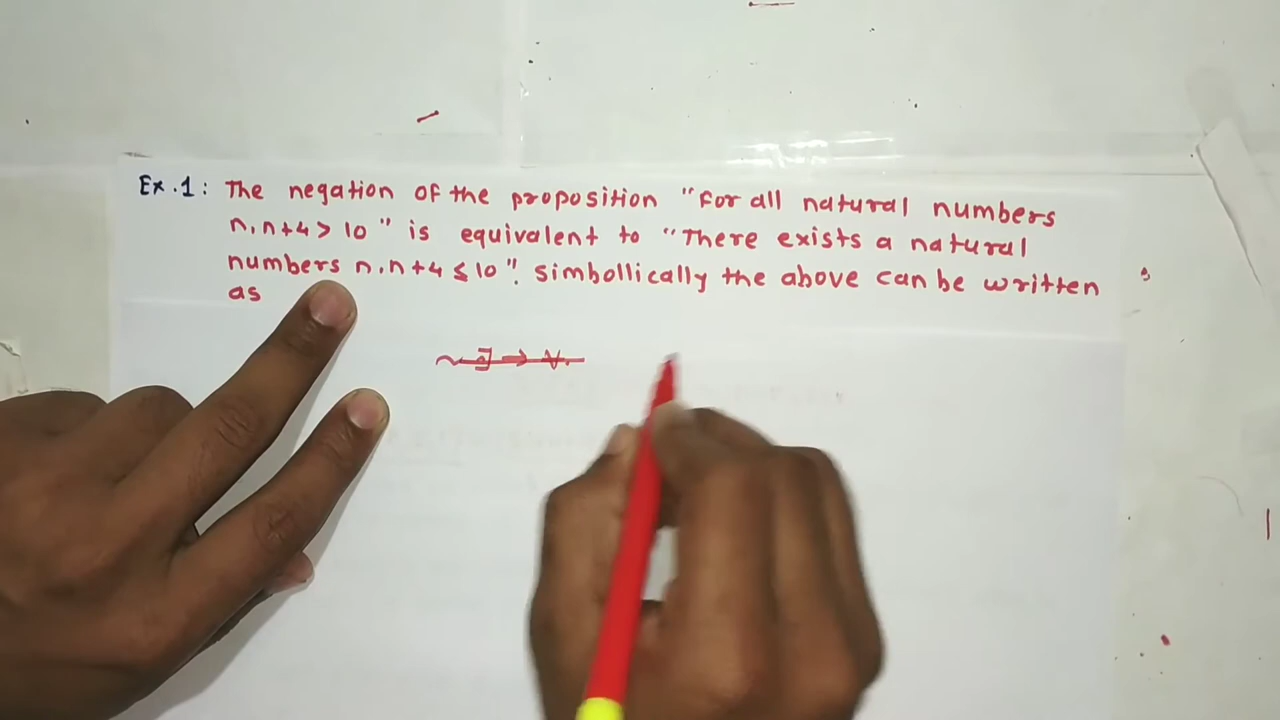 Ex.1: The negation of the proposition "for all natural numbers
n, n+4 > 10" is equivalent to "There exists a natural
numbers n, n+4 ≤ 10". simbollically the above can be written
as
~∃ → ∀